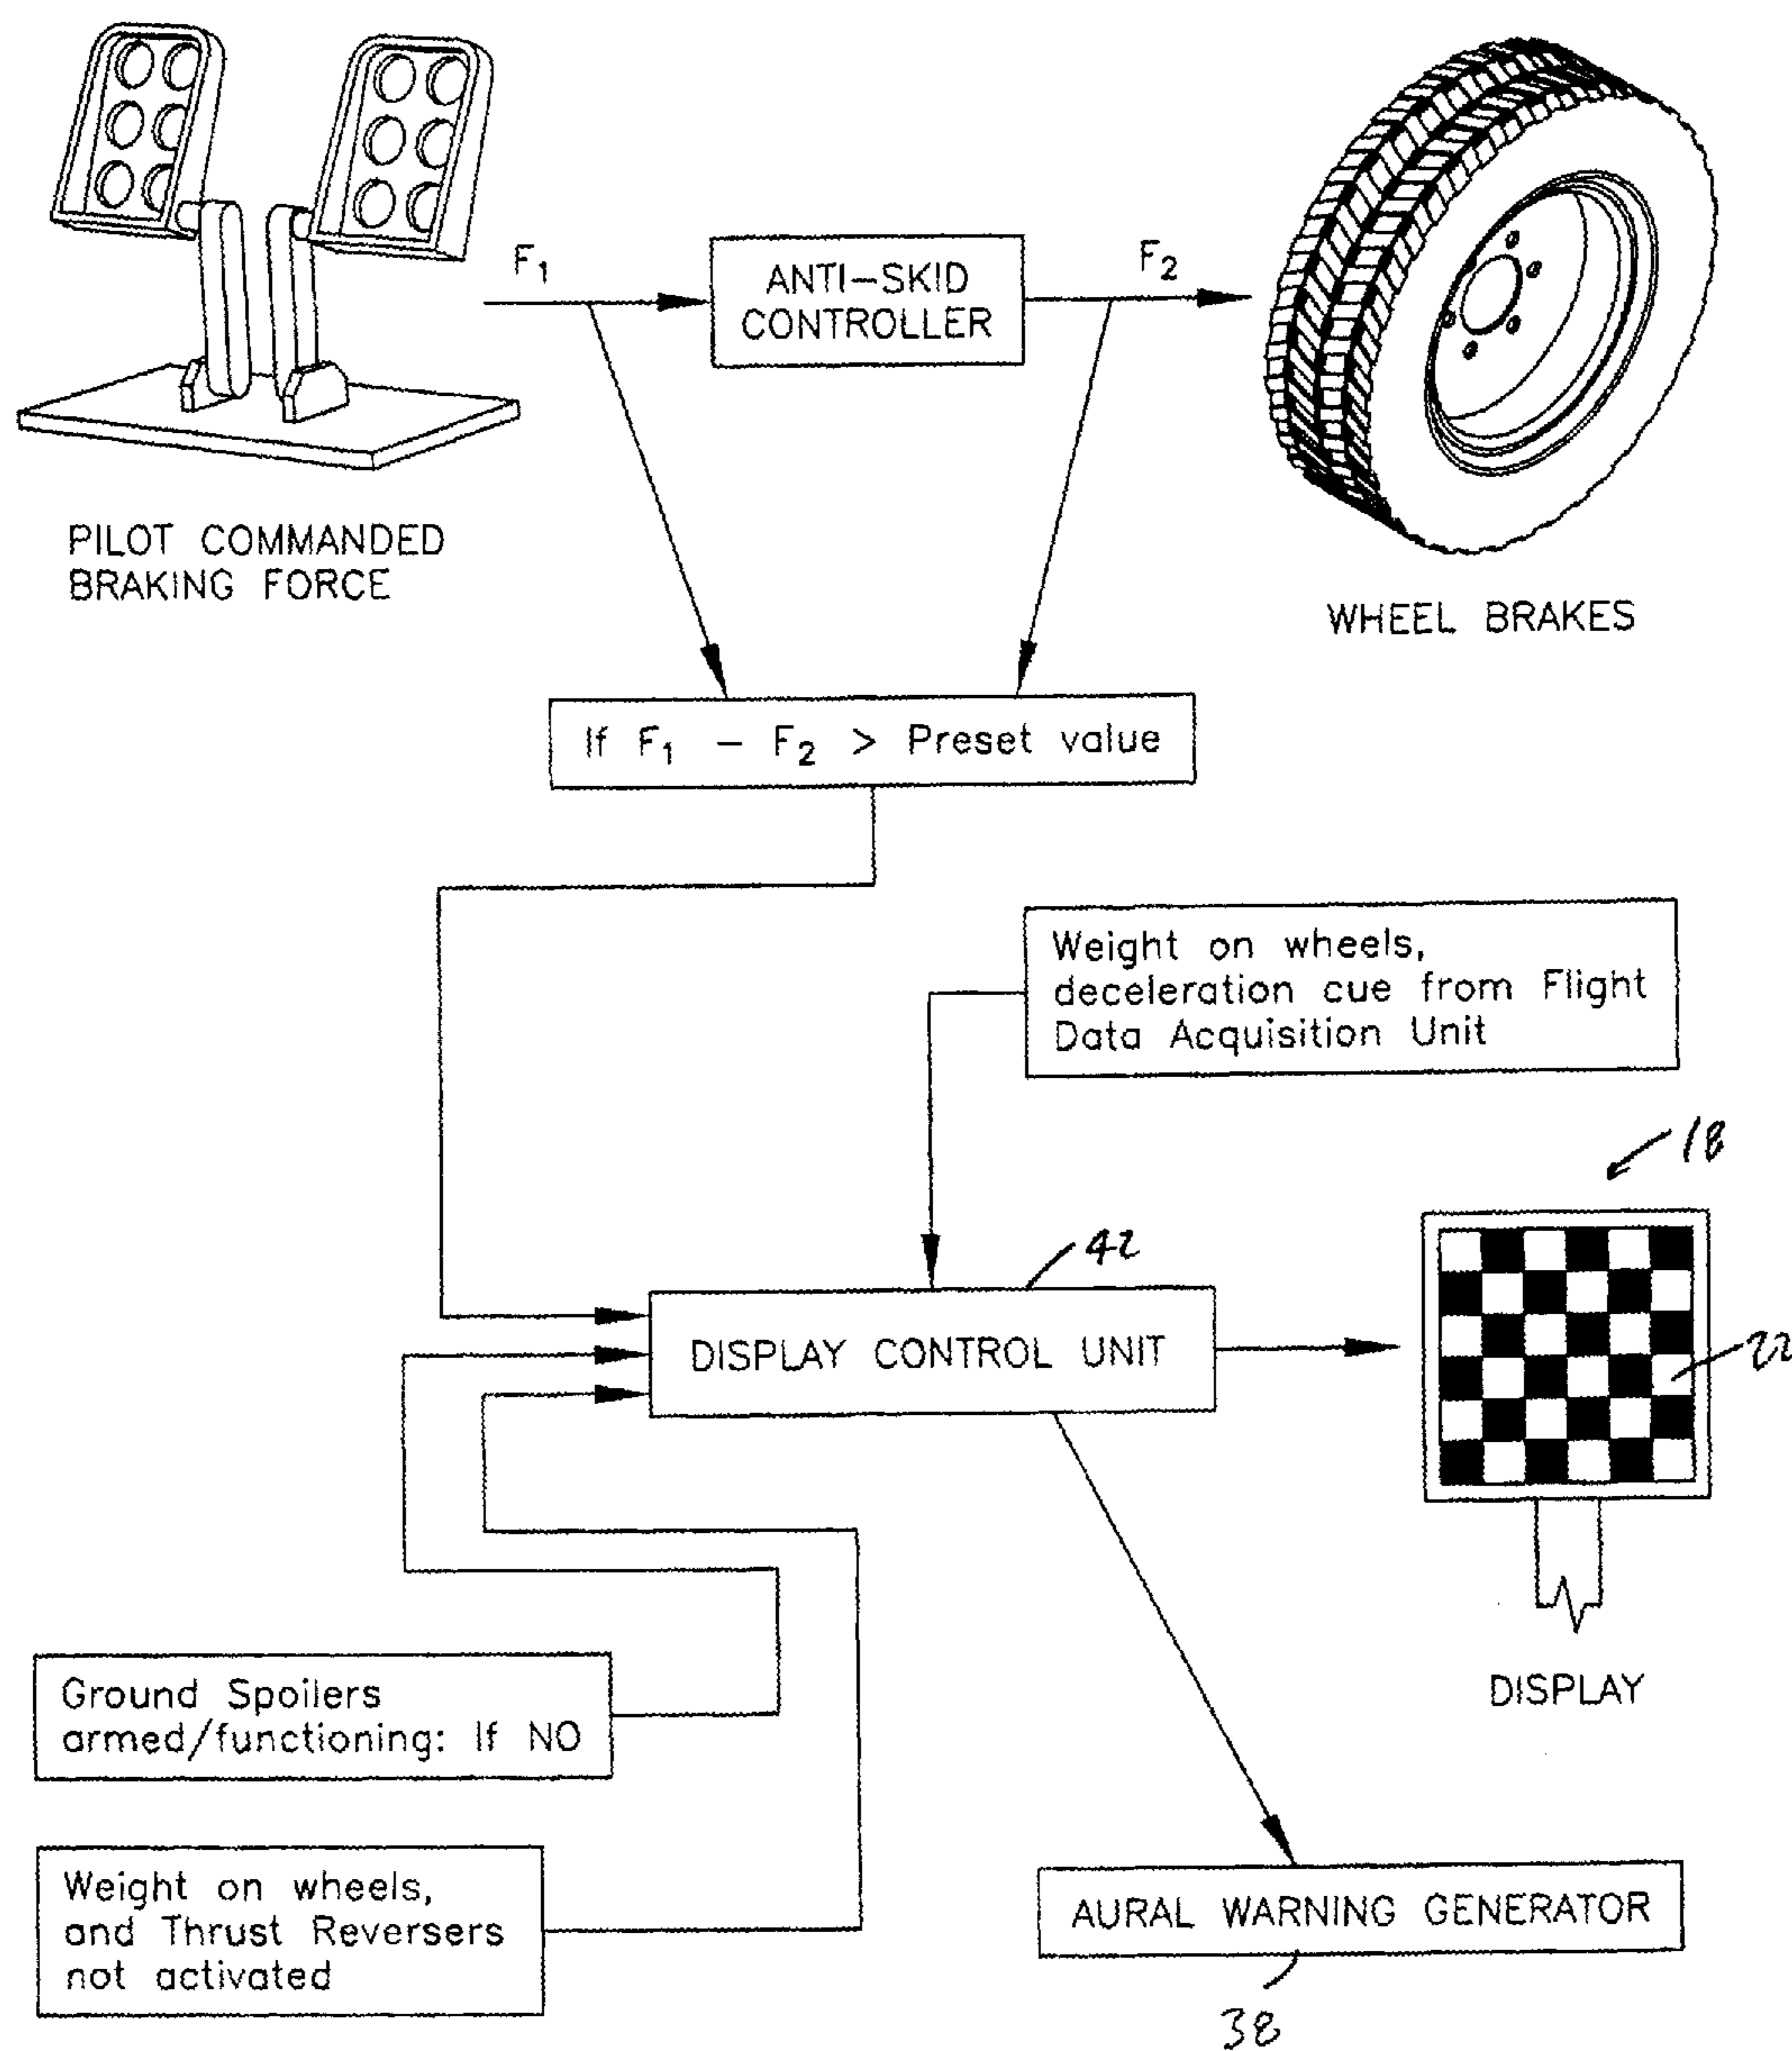 F₁
ANTI-SKID
CONTROLLER
F₂
PILOT COMMANDED
BRAKING FORCE
WHEEL BRAKES
If F₁ - F₂ > Preset value
Weight on wheels,
deceleration cue from Flight
Data Acquisition Unit
18
42
DISPLAY CONTROL UNIT
22
Ground Spoilers
armed/functioning: If NO
DISPLAY
Weight on wheels,
and Thrust Reversers
not activated
AURAL WARNING GENERATOR
38